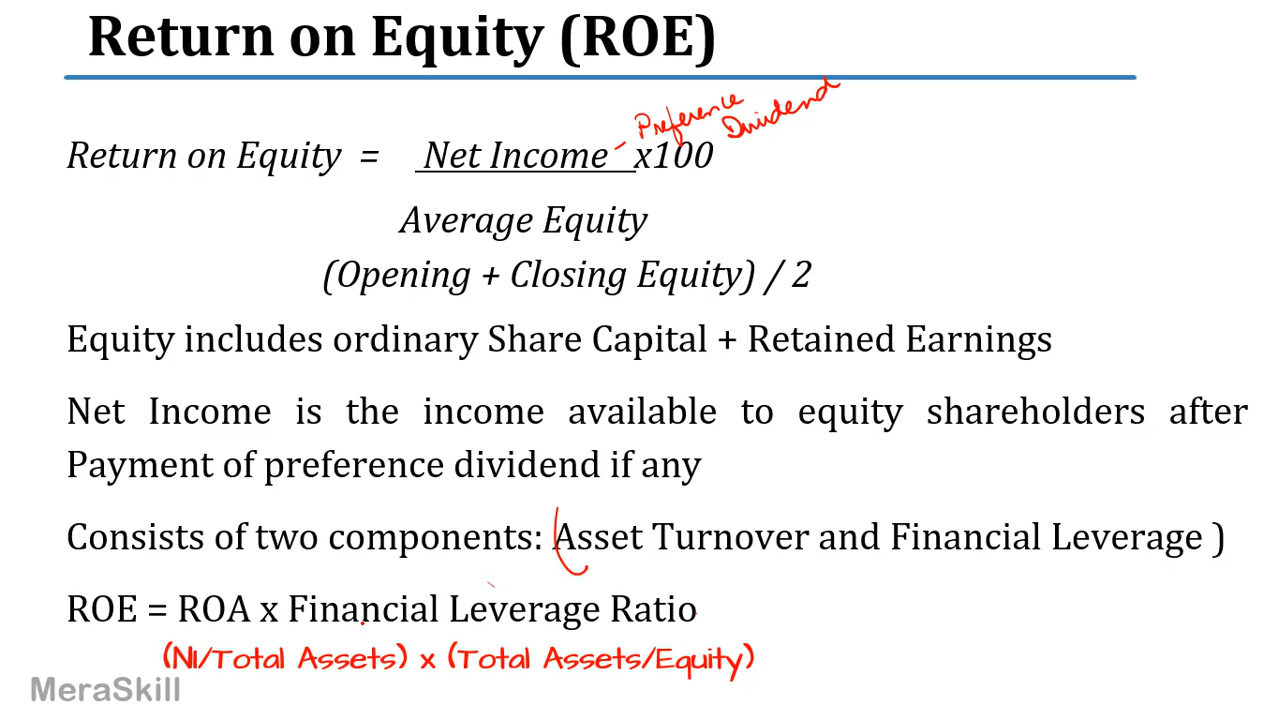 Return on Equity (ROE)
- Preference
Dividend
Return on Equity = Net Income x100
Average Equity
(Opening + Closing Equity) / 2
Equity includes ordinary Share Capital + Retained Earnings
Net Income is the income available to equity shareholders after
Payment of preference dividend if any
Consists of two components: (Asset Turnover and Financial Leverage )
ROE = ROA x Financial Leverage Ratio
(NI/Total Assets) x (Total Assets/Equity)
MeraSkill